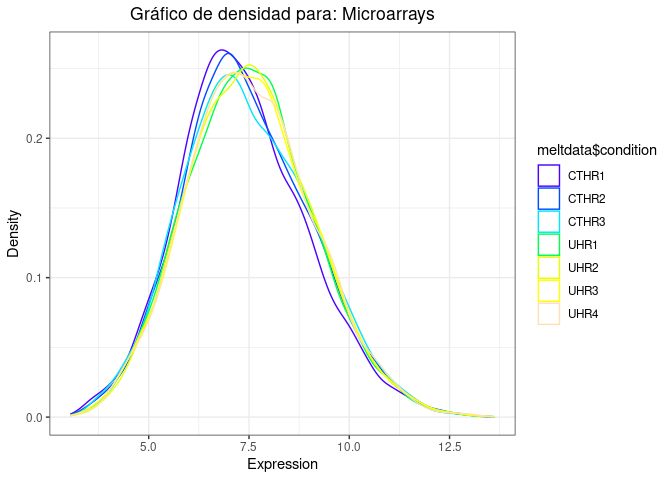 Gráfico de densidad para: Microarrays
Density
0.2
0.1
0.0
5.0 7.5 10.0 12.5
Expression
meltdata$condition
CTHR1
CTHR2
CTHR3
UHR1
UHR2
UHR3
UHR4